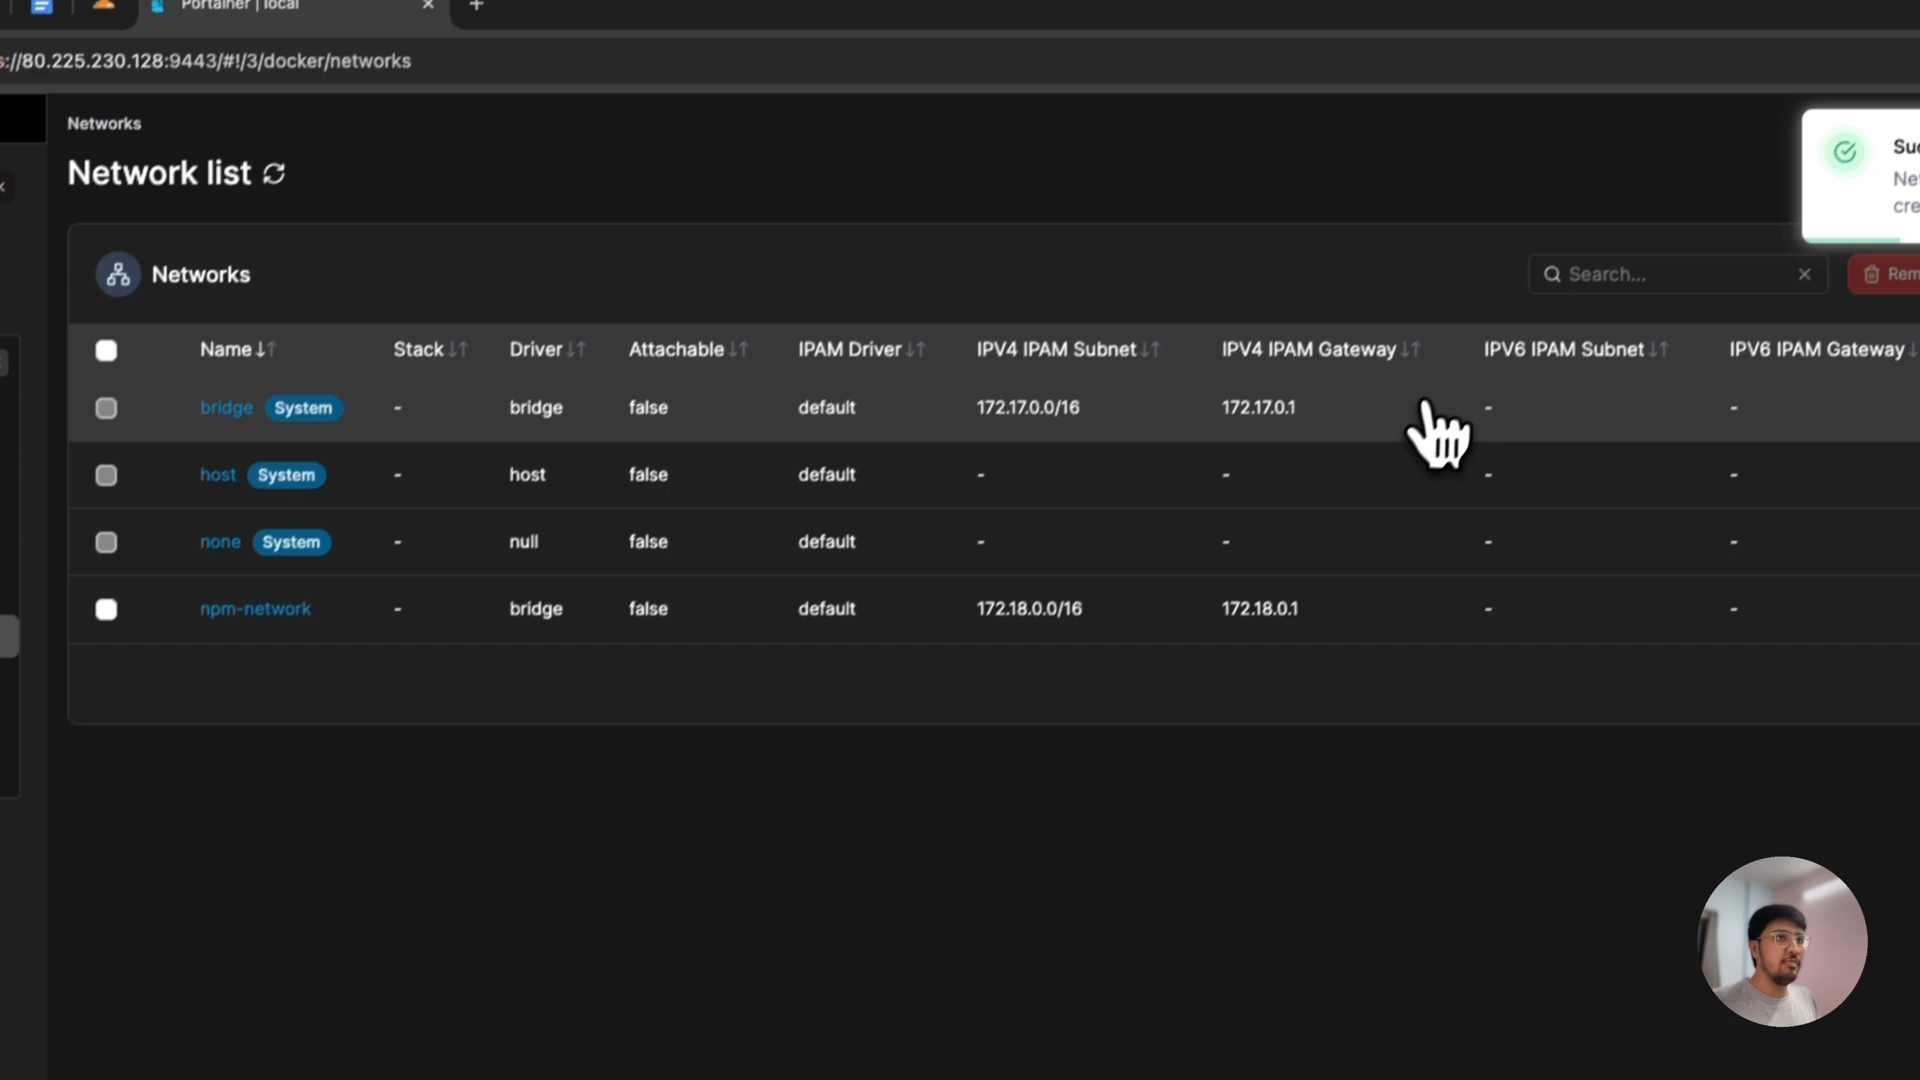 Portainer | local
://80.225.230.128:9443/#!/3/docker/networks
Networks
Network list
Networks
Search...
Name Stack Driver Attachable IPAM Driver IPV4 IPAM Subnet IPV4 IPAM Gateway IPV6 IPAM Subnet IPV6 IPAM Gateway
bridge System - bridge false default 172.17.0.0/16 172.17.0.1 - -
host System - host false default - - - -
none System - null false default - - - -
npm-network - bridge false default 172.18.0.0/16 172.18.0.1 - -